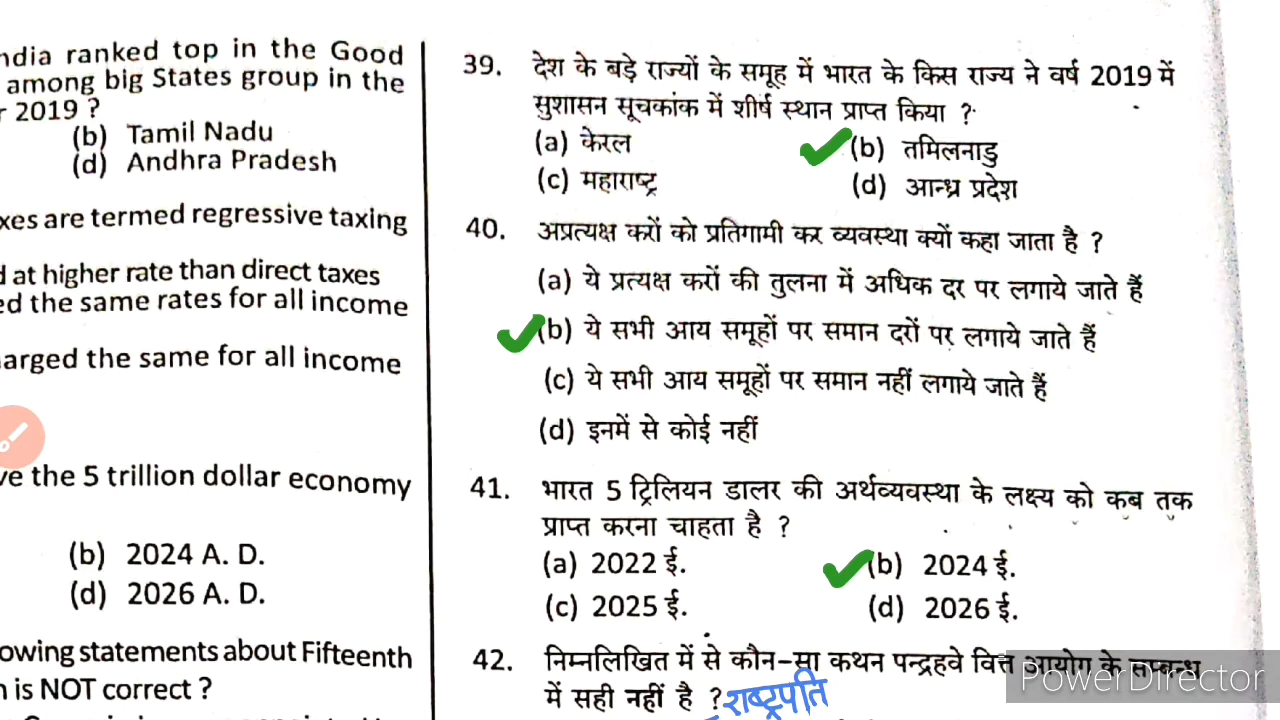 ndia ranked top in the Good
among big States group in the
r 2019 ?
(b) Tamil Nadu
(d) Andhra Pradesh
xes are termed regressive taxing
d at higher rate than direct taxes
ed the same rates for all income
arged the same for all income
ve the 5 trillion dollar economy
(b) 2024 A. D.
(d) 2026 A. D.
owing statements about Fifteenth
n is NOT correct ?
39. देश के बड़े राज्यों के समूह में भारत के किस राज्य ने वर्ष 2019 में
सुशासन सूचकांक में शीर्ष स्थान प्राप्त किया ?
(a) केरल (b) तमिलनाडु
(c) महाराष्ट्र (d) आन्ध्र प्रदेश
40. अप्रत्यक्ष करों को प्रतिगामी कर व्यवस्था क्यों कहा जाता है ?
(a) ये प्रत्यक्ष करों की तुलना में अधिक दर पर लगाये जाते हैं
(b) ये सभी आय समूहों पर समान दरों पर लगाये जाते हैं
(c) ये सभी आय समूहों पर समान नहीं लगाये जाते हैं
(d) इनमें से कोई नहीं
41. भारत 5 ट्रिलियन डालर की अर्थव्यवस्था के लक्ष्य को कब तक
प्राप्त करना चाहता है ?
(a) 2022 ई. (b) 2024 ई.
(c) 2025 ई. (d) 2026 ई.
42. निम्नलिखित में से कौन-सा कथन पन्द्रहवे वित्त आयोग के सम्बन्ध
में सही नहीं है ? राष्ट्रपति
PowerDirector